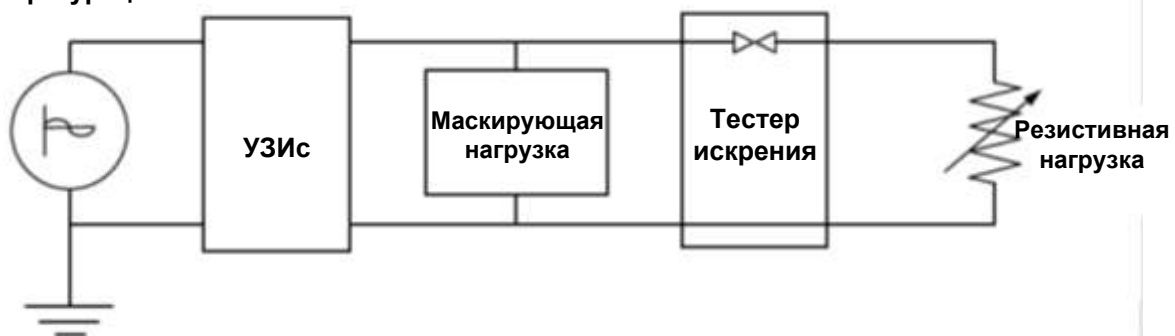 УЗИс
Маскирующая
нагрузка
Тестер
искрения
Резистивная
нагрузка